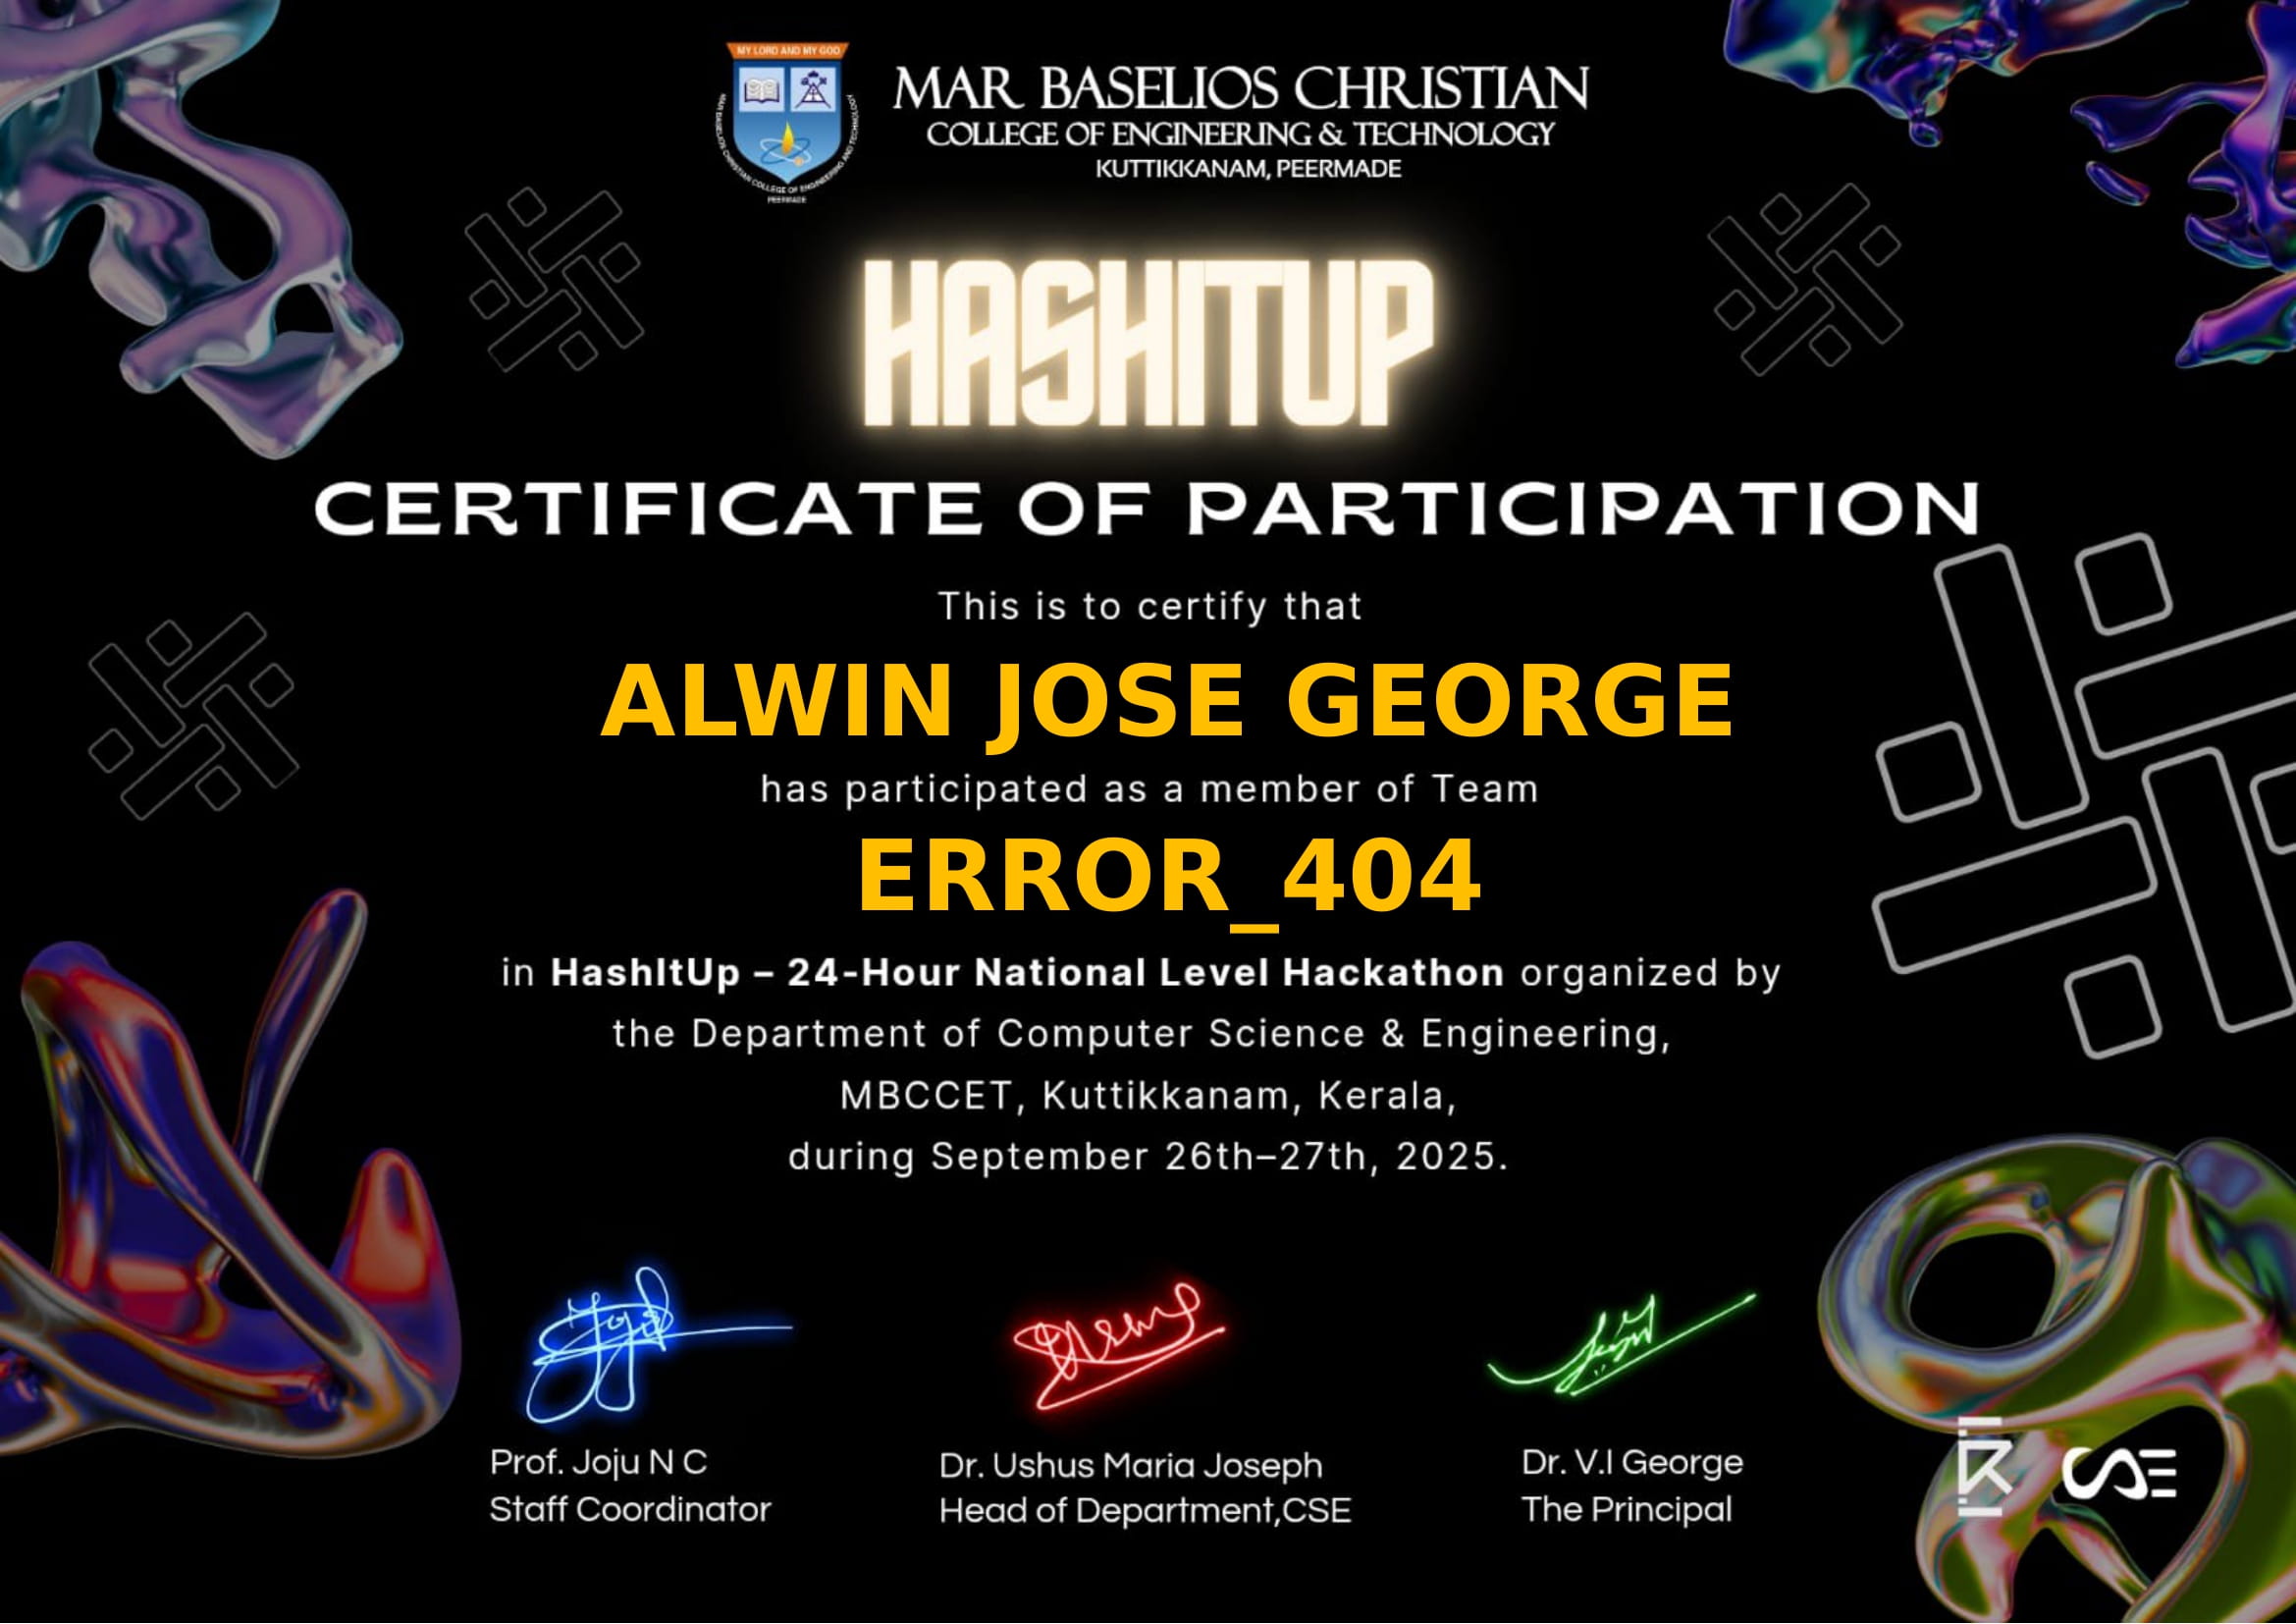 MY LORD AND MY GOD
MAR BASELIOS CHRISTIAN COLLEGE OF ENGINEERING AND TECHNOLOGY
PEERMADE
MAR BASELIOS CHRISTIAN
COLLEGE OF ENGINEERING & TECHNOLOGY
KUTTIKKANAM, PEERMADE
HASHITUP
CERTIFICATE OF PARTICIPATION
This is to certify that
ALWIN JOSE GEORGE
has participated as a member of Team
ERROR_404
in HashItUp – 24-Hour National Level Hackathon organized by
the Department of Computer Science & Engineering,
MBCCET, Kuttikkanam, Kerala,
during September 26th–27th, 2025.
Prof. Joju N C
Staff Coordinator
Dr. Ushus Maria Joseph
Head of Department,CSE
Dr. V.I George
The Principal
CSE